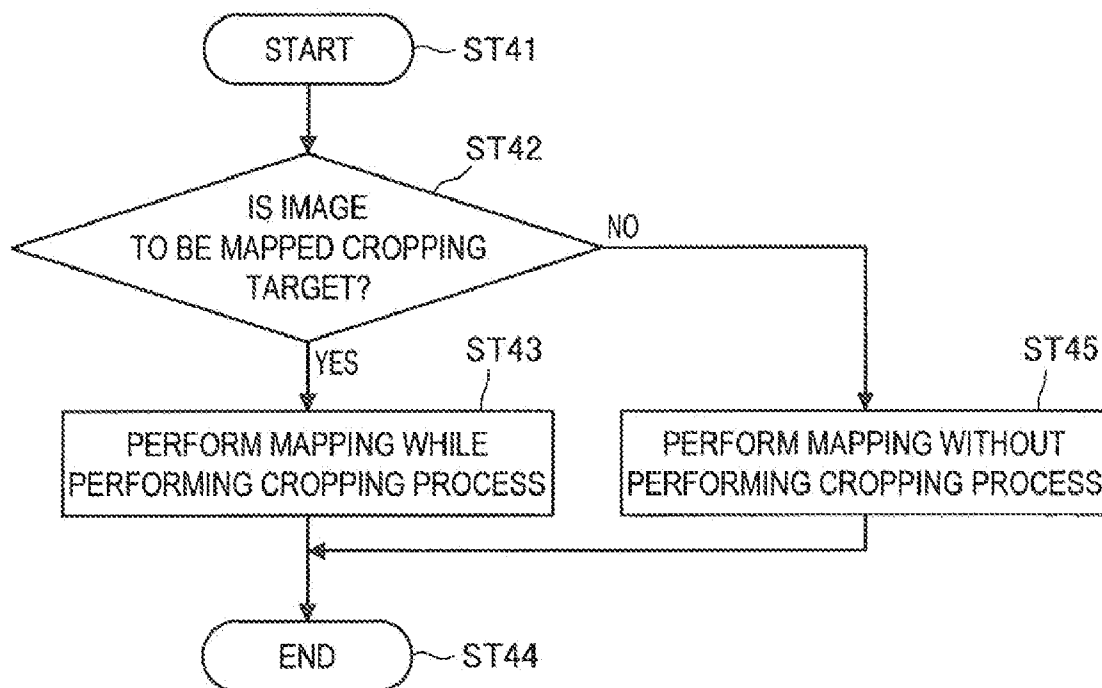 START
ST41
ST42
IS IMAGE
TO BE MAPPED CROPPING
TARGET?
NO
YES
ST43
PERFORM MAPPING WHILE
PERFORMING CROPPING PROCESS
ST45
PERFORM MAPPING WITHOUT
PERFORMING CROPPING PROCESS
END
ST44